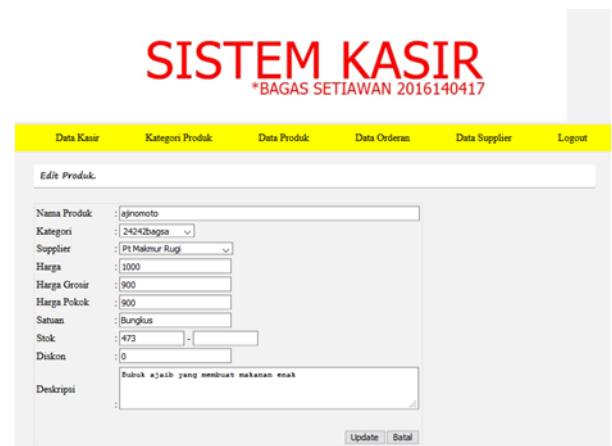 SISTEM KASIR
*BAGAS SETIAWAN 2016140417
Data Kasir Kategori Produk Data Produk Data Orderan Data Supplier Logout
Edit Produk.
Nama Produk : ajinomoto
Kategori : 24242bagsa
Supplier : Pt Makmur Rugi
Harga : 1000
Harga Grosir : 900
Harga Pokok : 900
Satuan : Bungkus
Stok : 473 -
Diskon : 0
Deskripsi : Bubuk ajaib yang membuat makanan enak
Update Batal